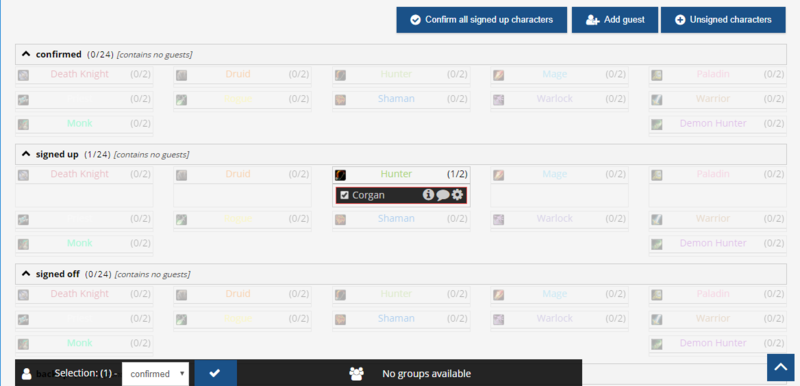 Confirm all signed up characters Add guest Unsigned characters
confirmed (0/24) [contains no guests]
Death Knight (0/2) Druid (0/2) Hunter (0/2) Mage (0/2) Paladin (0/2)
(0/2) (0/2) Shaman (0/2) Warlock (0/2) Warrior (0/2)
Monk (0/2) Demon Hunter (0/2)
signed up (1/24) [contains no guests]
Death Knight (0/2) Druid (0/2) Hunter (1/2) Mage (0/2) Paladin (0/2)
Corgan
(0/2) (0/2) Shaman (0/2) Warlock (0/2) Warrior (0/2)
Monk (0/2) Demon Hunter (0/2)
signed off (0/24) [contains no guests]
Death Knight (0/2) Druid (0/2) Hunter (0/2) Mage (0/2) Paladin (0/2)
(0/2) (0/2) Shaman (0/2) Warlock (0/2) Warrior (0/2)
Monk (0/2) Demon Hunter (0/2)
Selection: (1) - confirmed No groups available